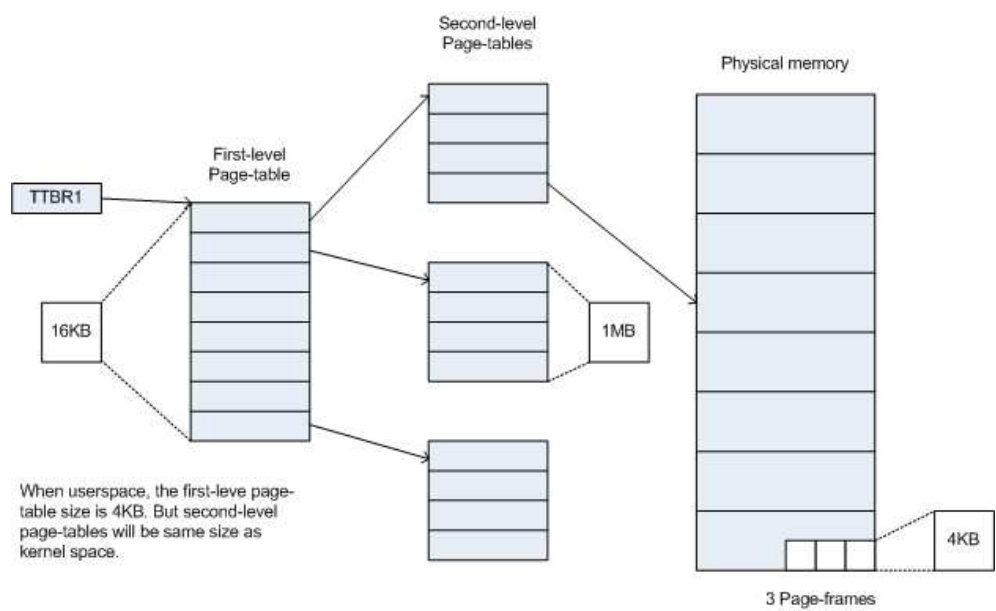 Second-level
Page-tables
Physical memory
First-level
Page-table
TTBR1
16KB
1MB
When userspace, the first-leve page-
table size is 4KB. But second-level
page-tables will be same size as
kernel space.
4KB
3 Page-frames